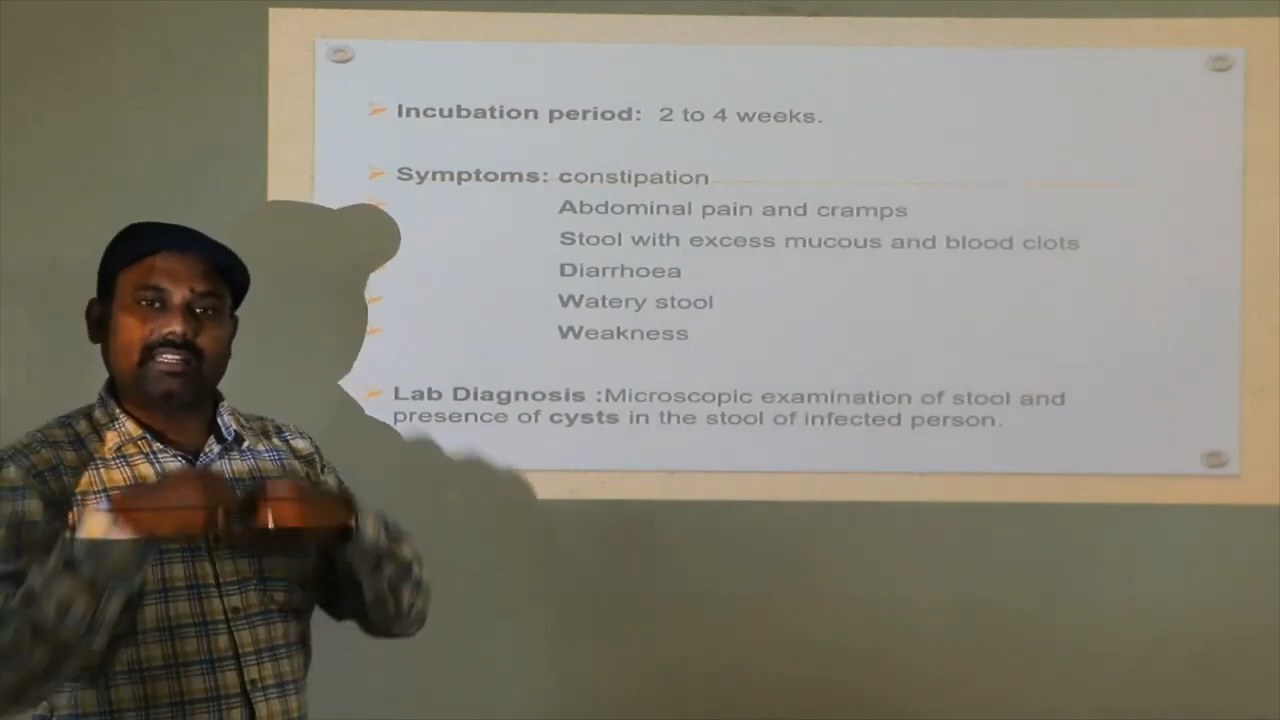 Incubation period: 2 to 4 weeks.
Symptoms: constipation
Abdominal pain and cramps
Stool with excess mucous and blood clots
Diarrhoea
Watery stool
Weakness
Lab Diagnosis :Microscopic examination of stool and
presence of cysts in the stool of infected person.